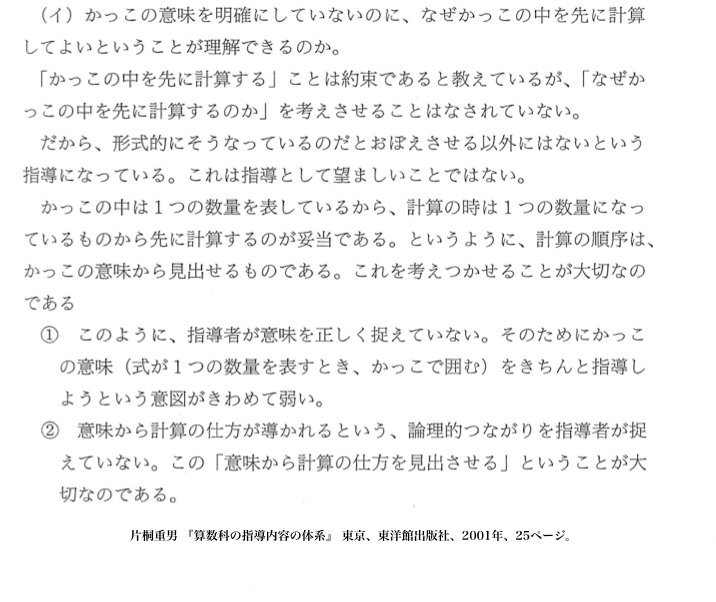 （イ）かっこの意味を明確にしていないのに、なぜかっこの中を先に計算
してよいということが理解できるのか。
「かっこの中を先に計算する」ことは約束であると教えているが、「なぜか
っこの中を先に計算するのか」を考えさせることはなされていない。
だから、形式的にそうなっているのだとおぼえさせる以外にはないという
指導になっている。これは指導として望ましいことではない。
かっこの中は１つの数量を表しているから、計算の時は１つの数量になっ
ているものから先に計算するのが妥当である。というように、計算の順序は、
かっこの意味から見出せるものである。これを考えつかせることが大切なの
である
① このように、指導者が意味を正しく捉えていない。そのためにかっこ
の意味（式が１つの数量を表すとき、かっこで囲む）をきちんと指導し
ようという意図がきわめて弱い。
② 意味から計算の仕方が導かれるという、論理的つながりを指導者が捉
えていない。この「意味から計算の仕方を見出させる」ということが大
切なのである。
片桐重男 『算数科の指導内容の体系』 東京、東洋館出版社、2001年、25ページ。